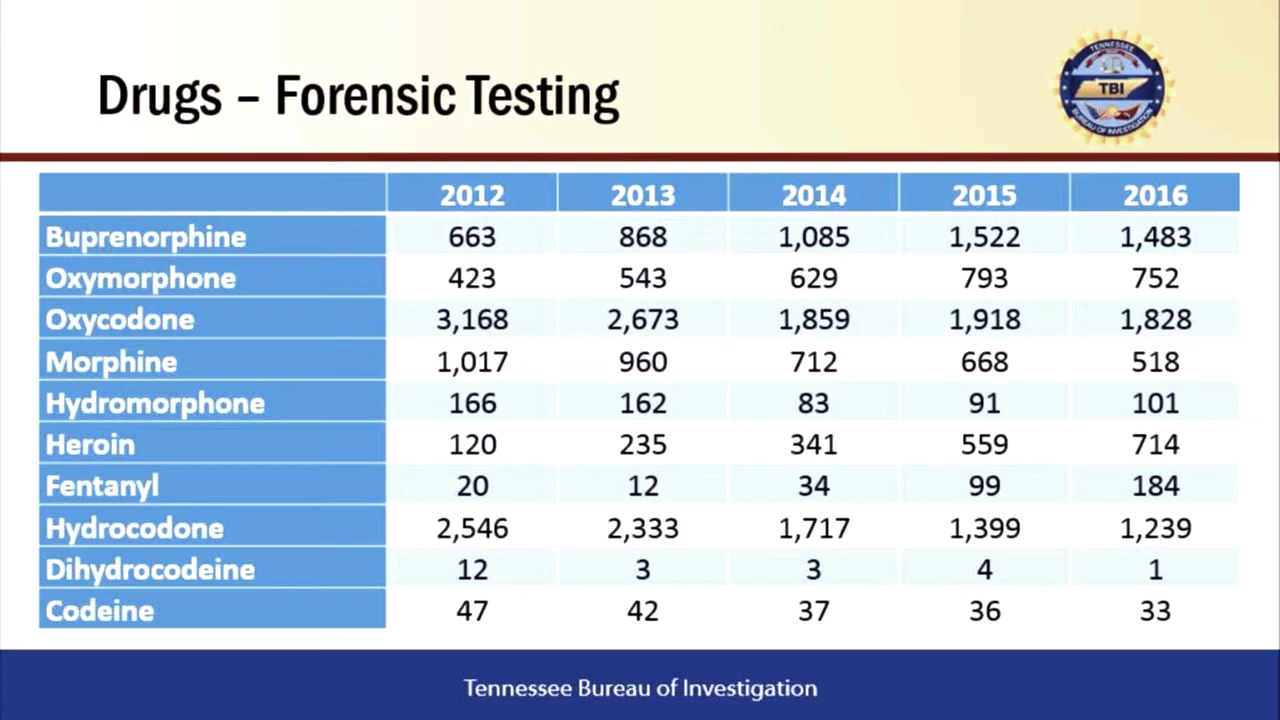 Drugs – Forensic Testing
TENNESSEE
TBI
BUREAU OF INVESTIGATION
2012 2013 2014 2015 2016
Buprenorphine 663 868 1,085 1,522 1,483
Oxymorphone 423 543 629 793 752
Oxycodone 3,168 2,673 1,859 1,918 1,828
Morphine 1,017 960 712 668 518
Hydromorphone 166 162 83 91 101
Heroin 120 235 341 559 714
Fentanyl 20 12 34 99 184
Hydrocodone 2,546 2,333 1,717 1,399 1,239
Dihydrocodeine 12 3 3 4 1
Codeine 47 42 37 36 33
Tennessee Bureau of Investigation